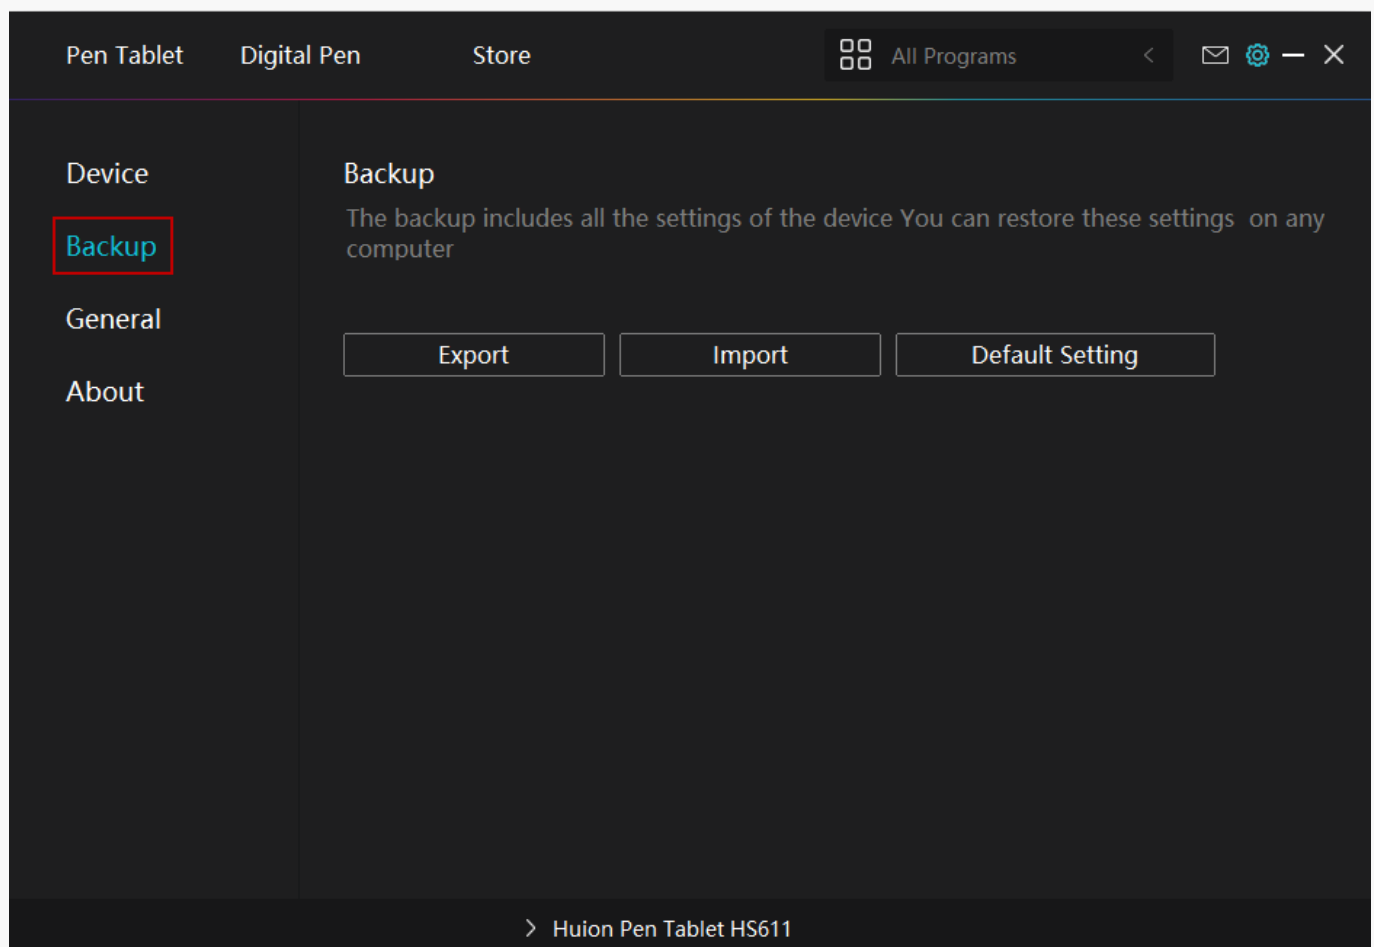 Pen Tablet Digital Pen Store All Programs
Device
Backup
General
About
Backup
The backup includes all the settings of the device You can restore these settings on any
computer
Export Import Default Setting
Huion Pen Tablet HS611